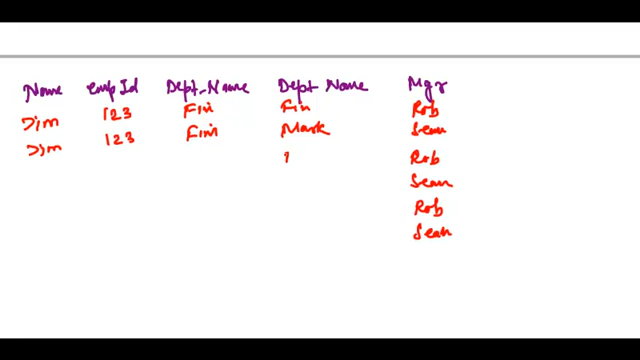 Name emp Id Dept_Name Dept Name Mgr
Jim 123 Fin Fin Rob
Jim 123 Fin Mark Sean
Rob
Sean
Rob
Sean